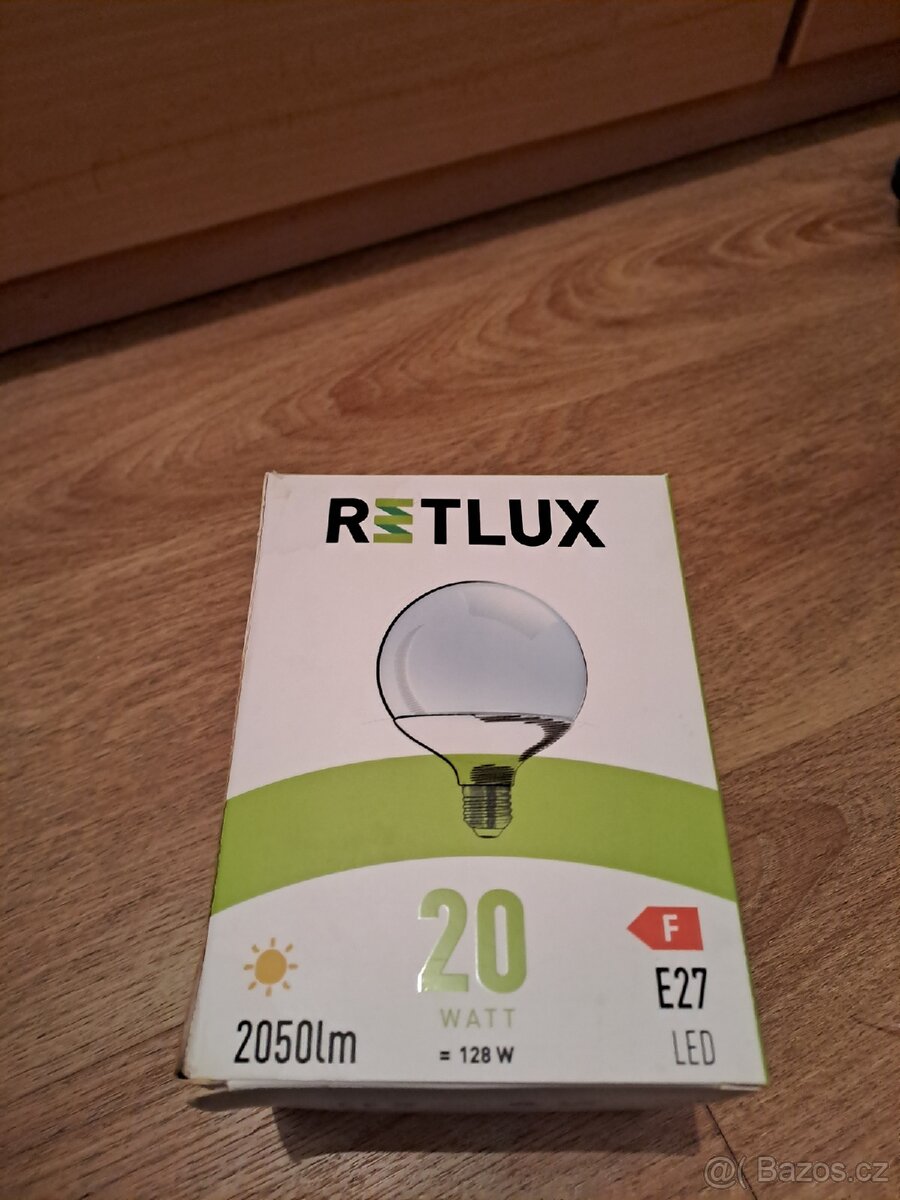 RETLUX
20
WATT
= 128 W
2050lm
F
E27
LED
@( Bazos.cz